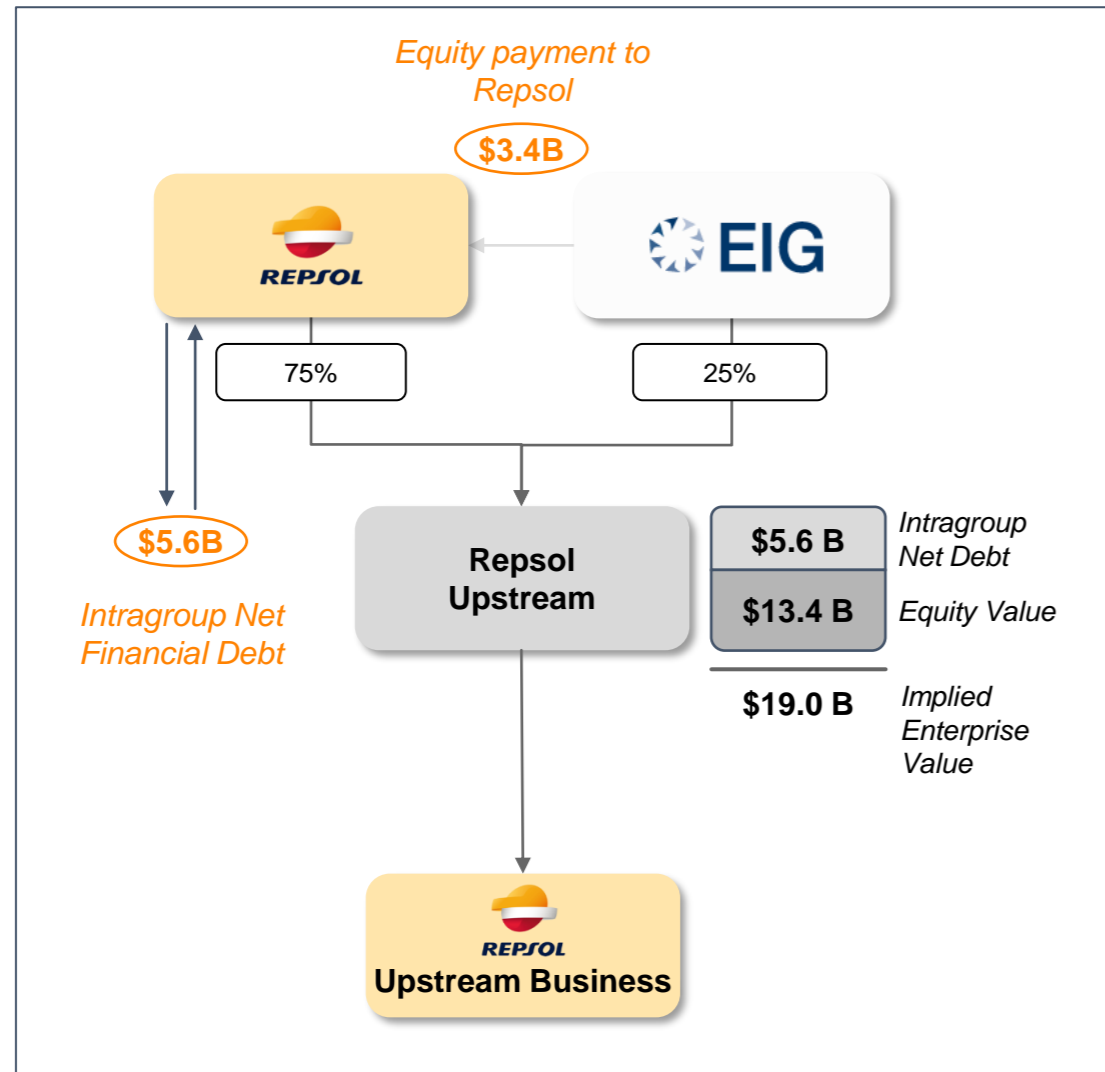 Equity payment to
Repsol
$3.4B
REPSOL
EIG
75%
25%
$5.6B
Intragroup Net
Financial Debt
Repsol
Upstream
$5.6 B
Intragroup
Net Debt
$13.4 B
Equity Value
$19.0 B
Implied
Enterprise
Value
REPSOL
Upstream Business